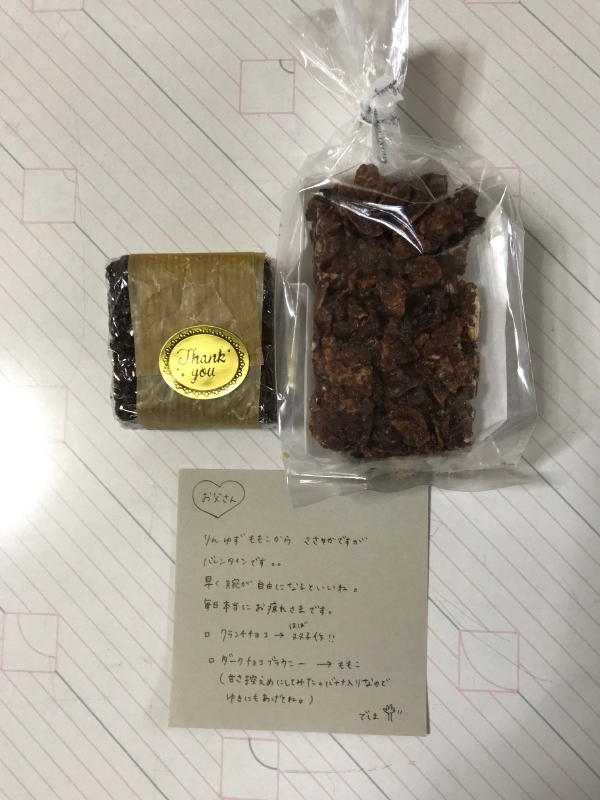 Thank
you
お父さん
りんゆずももこから ささやかですが
バレンタインです。。
早く腕が自由になるといいね。
毎日本当にお疲れさまです。
□ クランチチョコ →
ほぼ
!!
□ ダークチョコブラウニー → ももこ
(甘さ控えめにしてみた。バナナ入りなので
ゆきにもあげてね。)
でしま